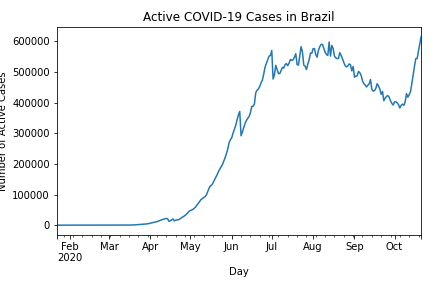 Active COVID-19 Cases in Brazil
Number of Active Cases
600000
500000
400000
300000
200000
100000
0
Feb Mar Apr May Jun Jul Aug Sep Oct
2020
Day